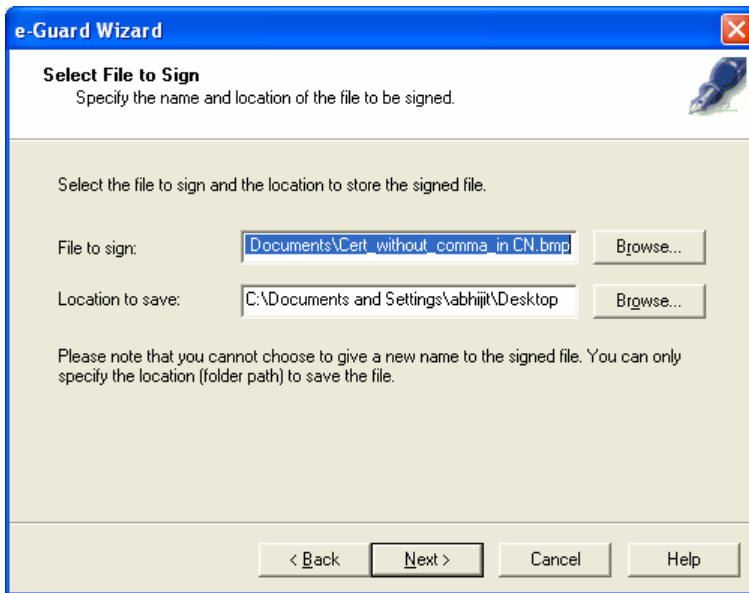 e-Guard Wizard
Select File to Sign
Specify the name and location of the file to be signed.
Select the file to sign and the location to store the signed file.
File to sign: Documents\Cert_without_comma_in CN.bmp Browse...
Location to save: C:\Documents and Settings\abhijit\Desktop Browse...
Please note that you cannot choose to give a new name to the signed file. You can only
specify the location (folder path) to save the file.
< Back Next > Cancel Help